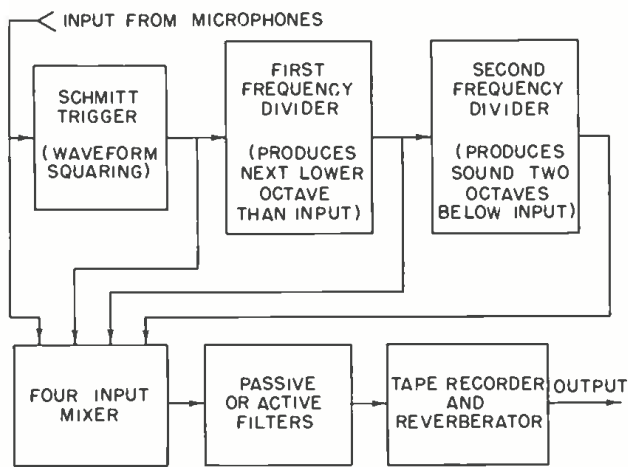 INPUT FROM MICROPHONES
SCHMITT
TRIGGER
(WAVEFORM
SQUARING)
FIRST
FREQUENCY
DIVIDER
(PRODUCES
NEXT LOWER
OCTAVE
THAN INPUT)
SECOND
FREQUENCY
DIVIDER
(PRODUCES
SOUND TWO
OCTAVES
BELOW INPUT)
FOUR INPUT
MIXER
PASSIVE
OR ACTIVE
FILTERS
TAPE RECORDER
AND
REVERBERATOR
OUTPUT